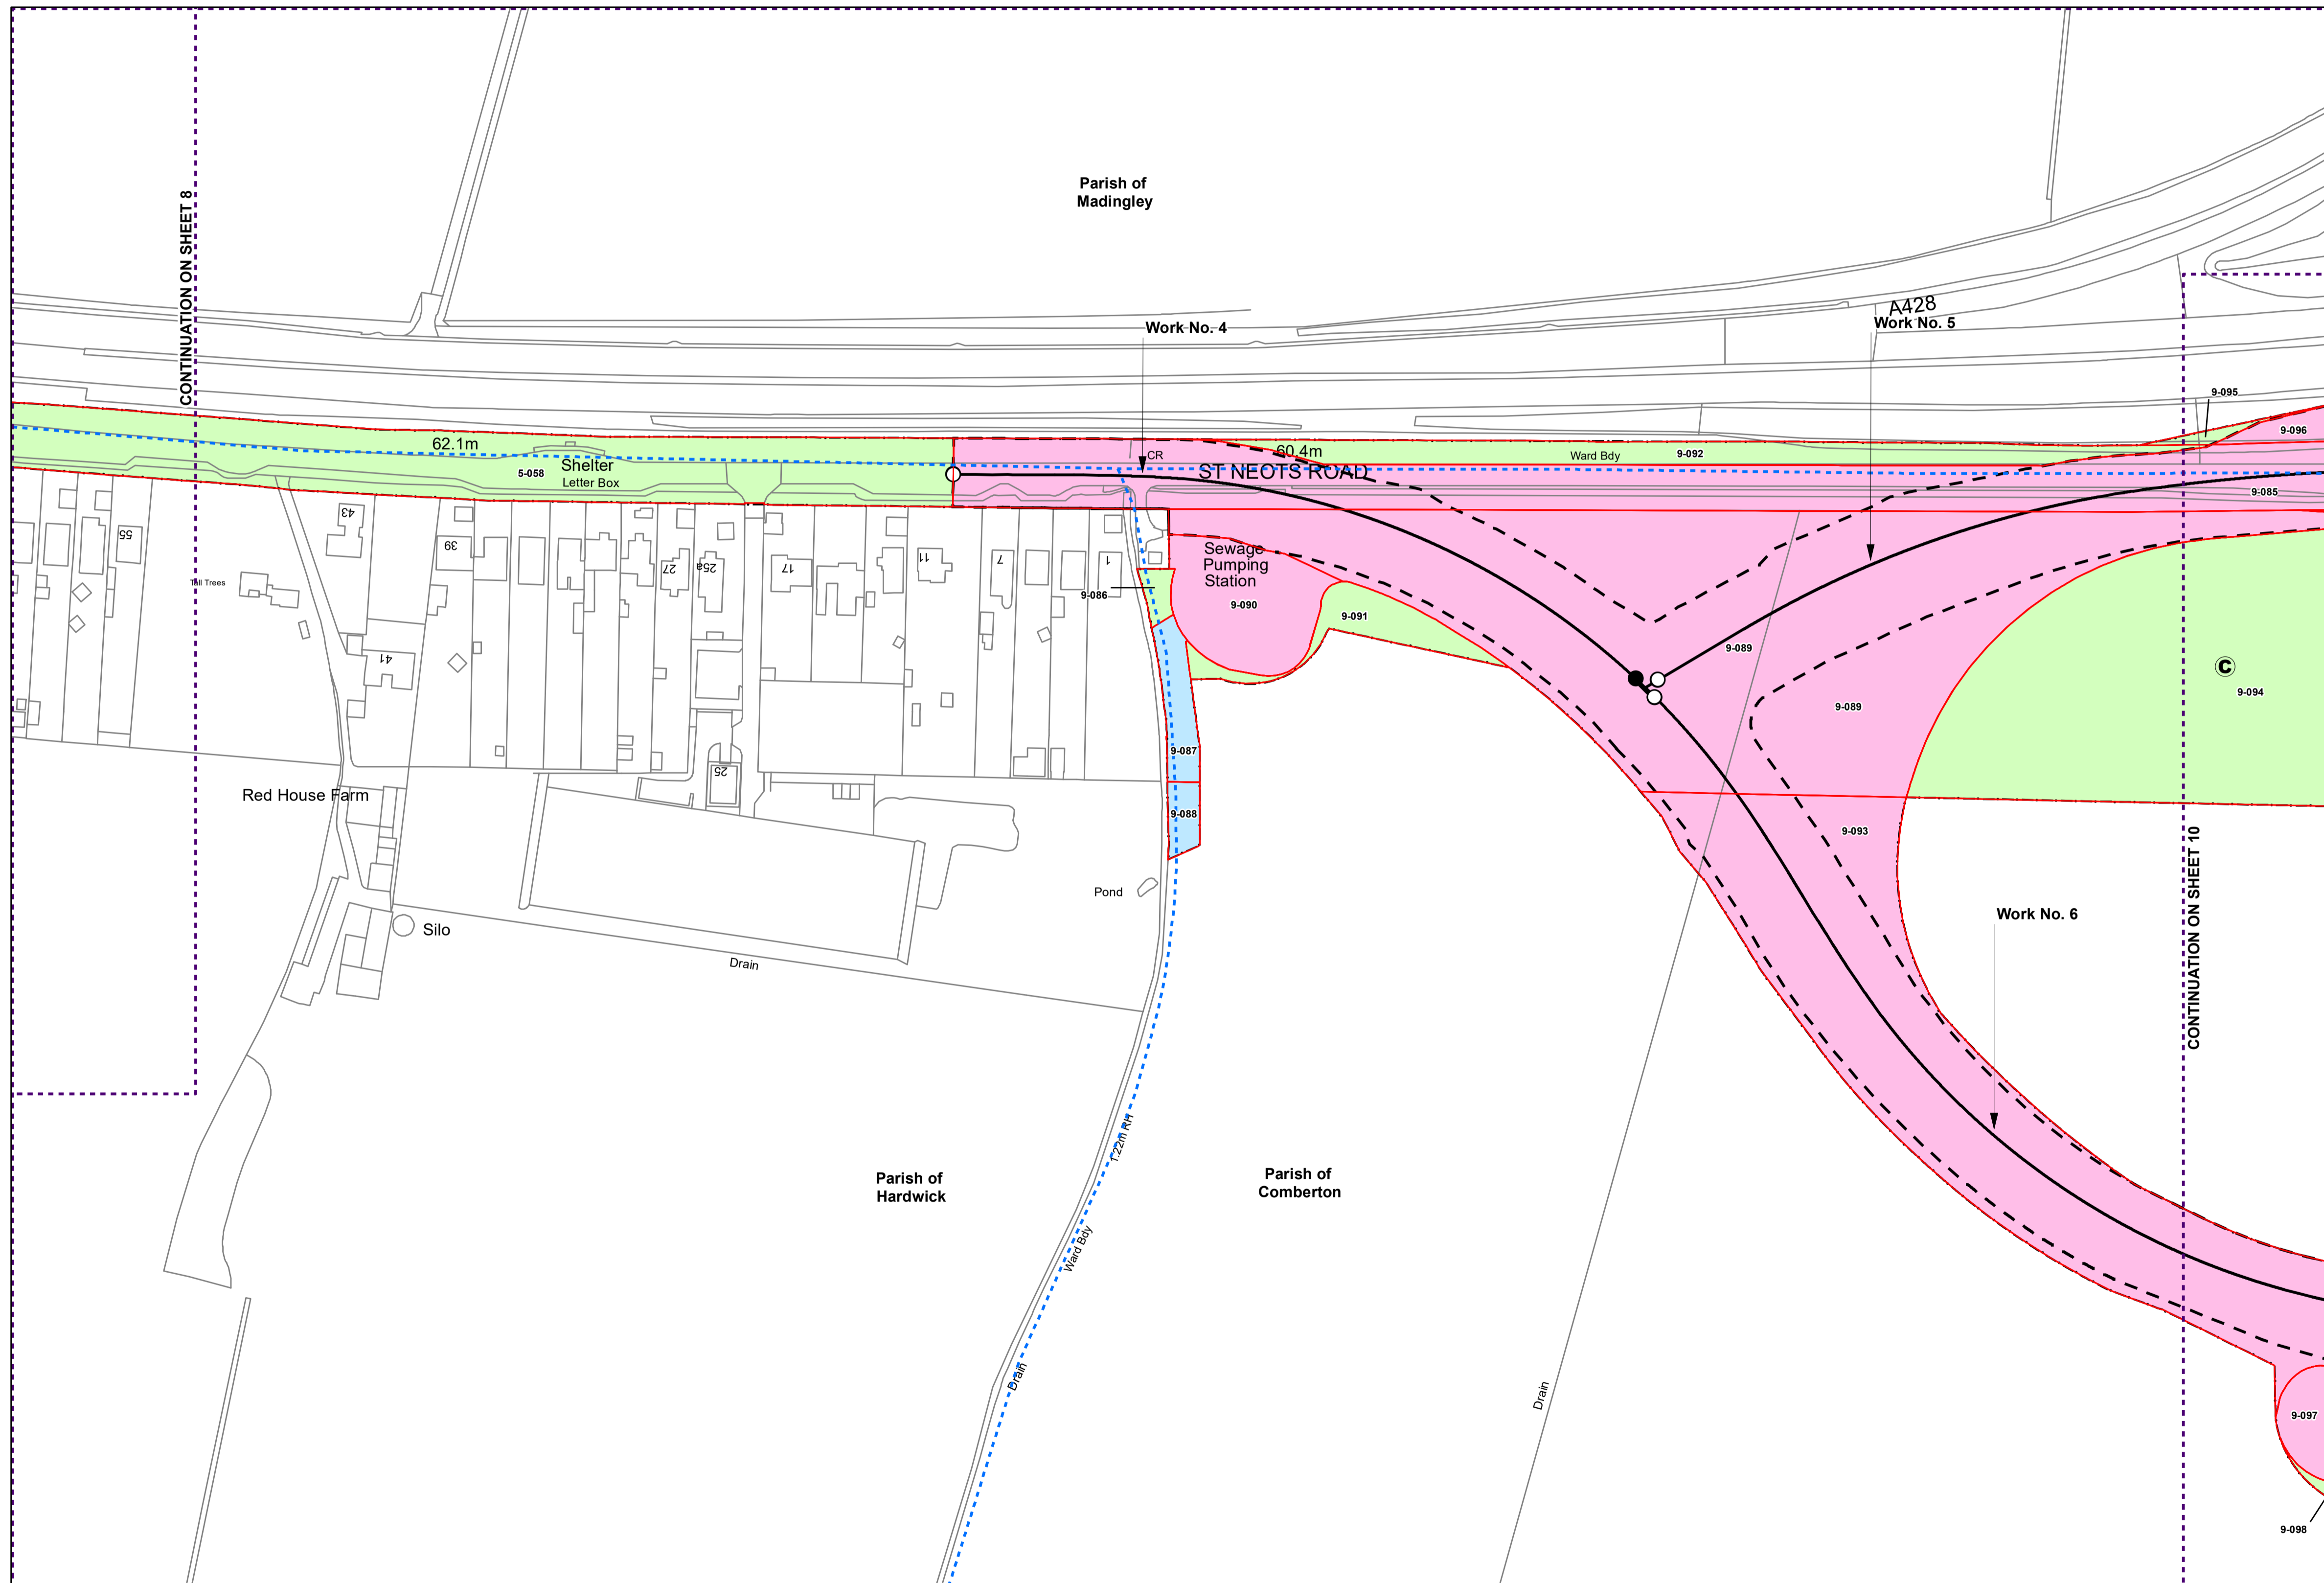 Parish of
Madingley
CONTINUATION ON SHEET 8
A428
Work No. 4
Work No. 5
9-095
9-096
62.1m
Shelter
5-058
Letter Box
CR
60.4m
ST NEOTS ROAD
Ward Bdy
9-092
9-085
55
43
39
27
25a
17
11
7
1
Tall Trees
41
25
Sewage
Pumping
Station
9-086
9-090
9-091
9-089
9-089
C
9-094
9-087
9-088
9-093
Red House Farm
Silo
Pond
Drain
Work No. 6
CONTINUATION ON SHEET 10
1.22m RH
Ward Bdy
Drain
Parish of
Hardwick
Parish of
Comberton
Drain
9-097
9-098